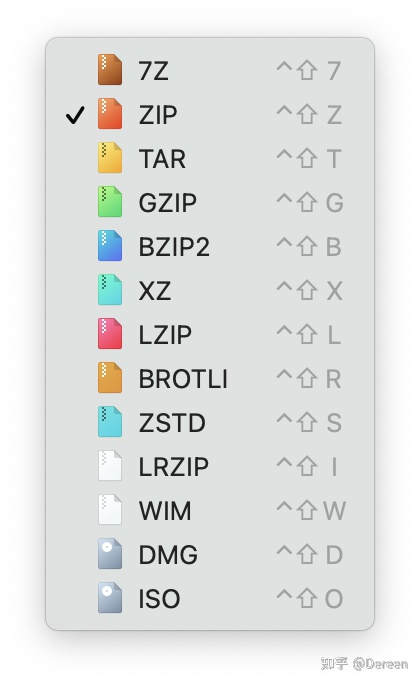 7Z ^⇧ 7
✓ ZIP ^⇧ Z
TAR ^⇧ T
GZIP ^⇧ G
BZIP2 ^⇧ B
XZ ^⇧ X
LZIP ^⇧ L
BROTLI ^⇧ R
ZSTD ^⇧ S
LRZIP ^⇧ I
WIM ^⇧ W
DMG ^⇧ D
ISO ^⇧ O
知乎 @Dareen